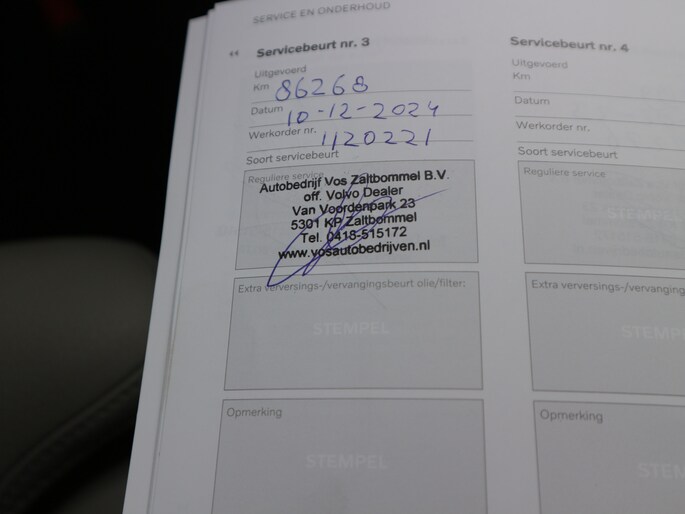 SERVICE EN ONDERHOUD
“ Servicebeurt nr. 3
Uitgevoerd
Km 86268
Datum 10-12-2024
Werkorder nr. 1120221
Soort servicebeurt
Reguliere service
Autobedrijf Vos Zaltbommel B.V.
off. Volvo Dealer
Van Voordenpark 23
5301 KP Zaltbommel
Tel. 0418-515172
www.vosautobedrijven.nl
Extra verversings-/vervangingsbeurt olie/filter:
STEMPEL
Opmerking
STEMPEL
Servicebeurt nr. 4
Uitgevoerd
Km
Datum
Werkorder nr.
Soort servicebeurt
Reguliere service
STEMPEL
Extra verversings-/vervanging
STEMPEL
Opmerking
STE